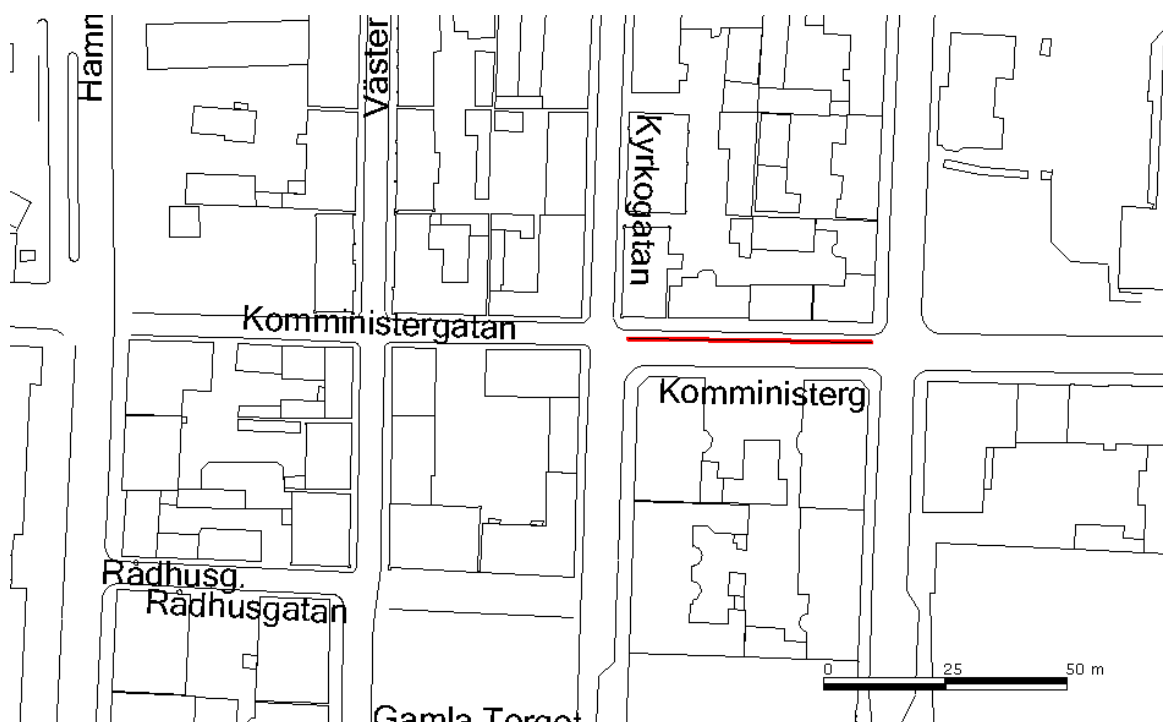 Hamn
Väster
Kyrkogatan
Komministergatan
Komministerg
Rådhusg.
Rådhusgatan
0 25 50 m
Gamla Torget